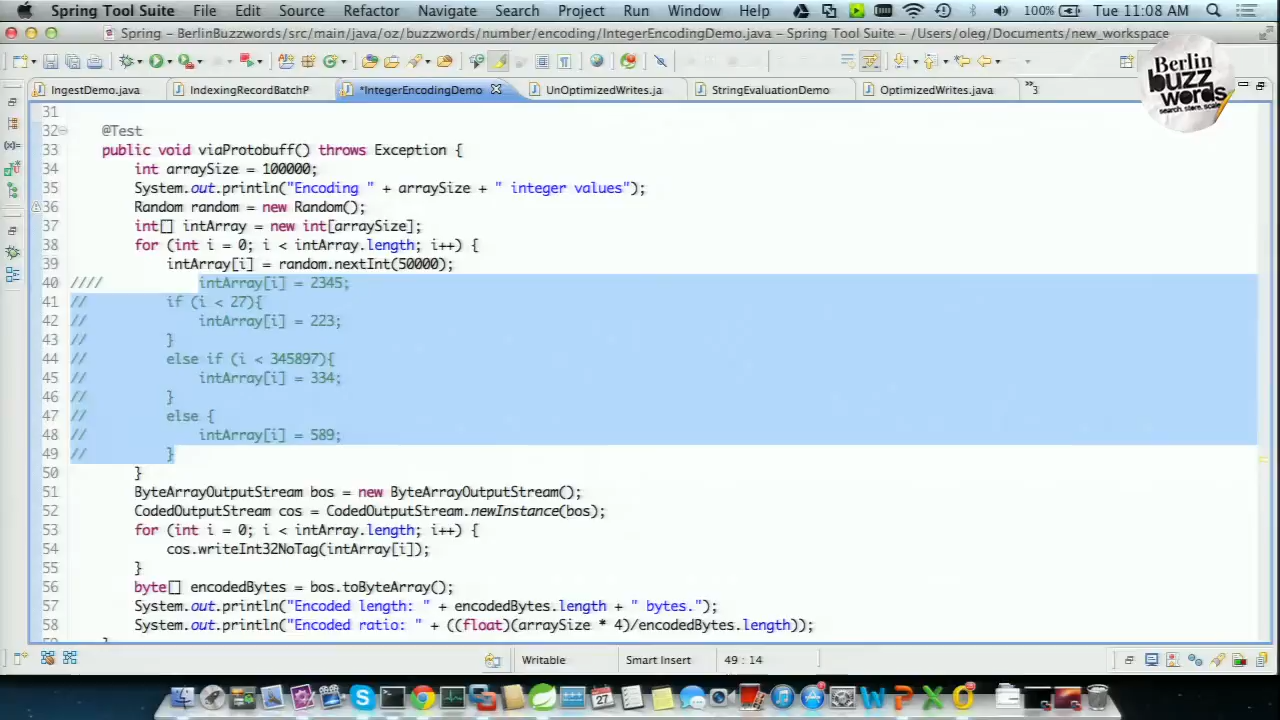 Spring Tool Suite File Edit Source Refactor Navigate Search Project Run Window Help 100% Tue 11:08 AM
Spring – BerlinBuzzwords/src/main/java/oz/buzzwords/number/encoding/IntegerEncodingDemo.java – Spring Tool Suite – /Users/oleg/Documents/new_workspace
Berlin
buzz
words
search. store. scale.
IngestDemo.java IndexingRecordBatchP *IntegerEncodingDemo UnOptimizedWrites.ja StringEvaluationDemo OptimizedWrites.java »3
31
32 @Test
33 public void viaProtobuff() throws Exception {
34 int arraySize = 100000;
35 System.out.println("Encoding " + arraySize + " integer values");
36 Random random = new Random();
37 int[] intArray = new int[arraySize];
38 for (int i = 0; i < intArray.length; i++) {
39 intArray[i] = random.nextInt(50000);
40 //// intArray[i] = 2345;
41 // if (i < 27){
42 // intArray[i] = 223;
43 // }
44 // else if (i < 345897){
45 // intArray[i] = 334;
46 // }
47 // else {
48 // intArray[i] = 589;
49 // }
50 }
51 ByteArrayOutputStream bos = new ByteArrayOutputStream();
52 CodedOutputStream cos = CodedOutputStream.newInstance(bos);
53 for (int i = 0; i < intArray.length; i++) {
54 cos.writeInt32NoTag(intArray[i]);
55 }
56 byte[] encodedBytes = bos.toByteArray();
57 System.out.println("Encoded length: " + encodedBytes.length + " bytes.");
58 System.out.println("Encoded ratio: " + ((float)(arraySize * 4)/encodedBytes.length));
Writable Smart Insert 49 : 14
27